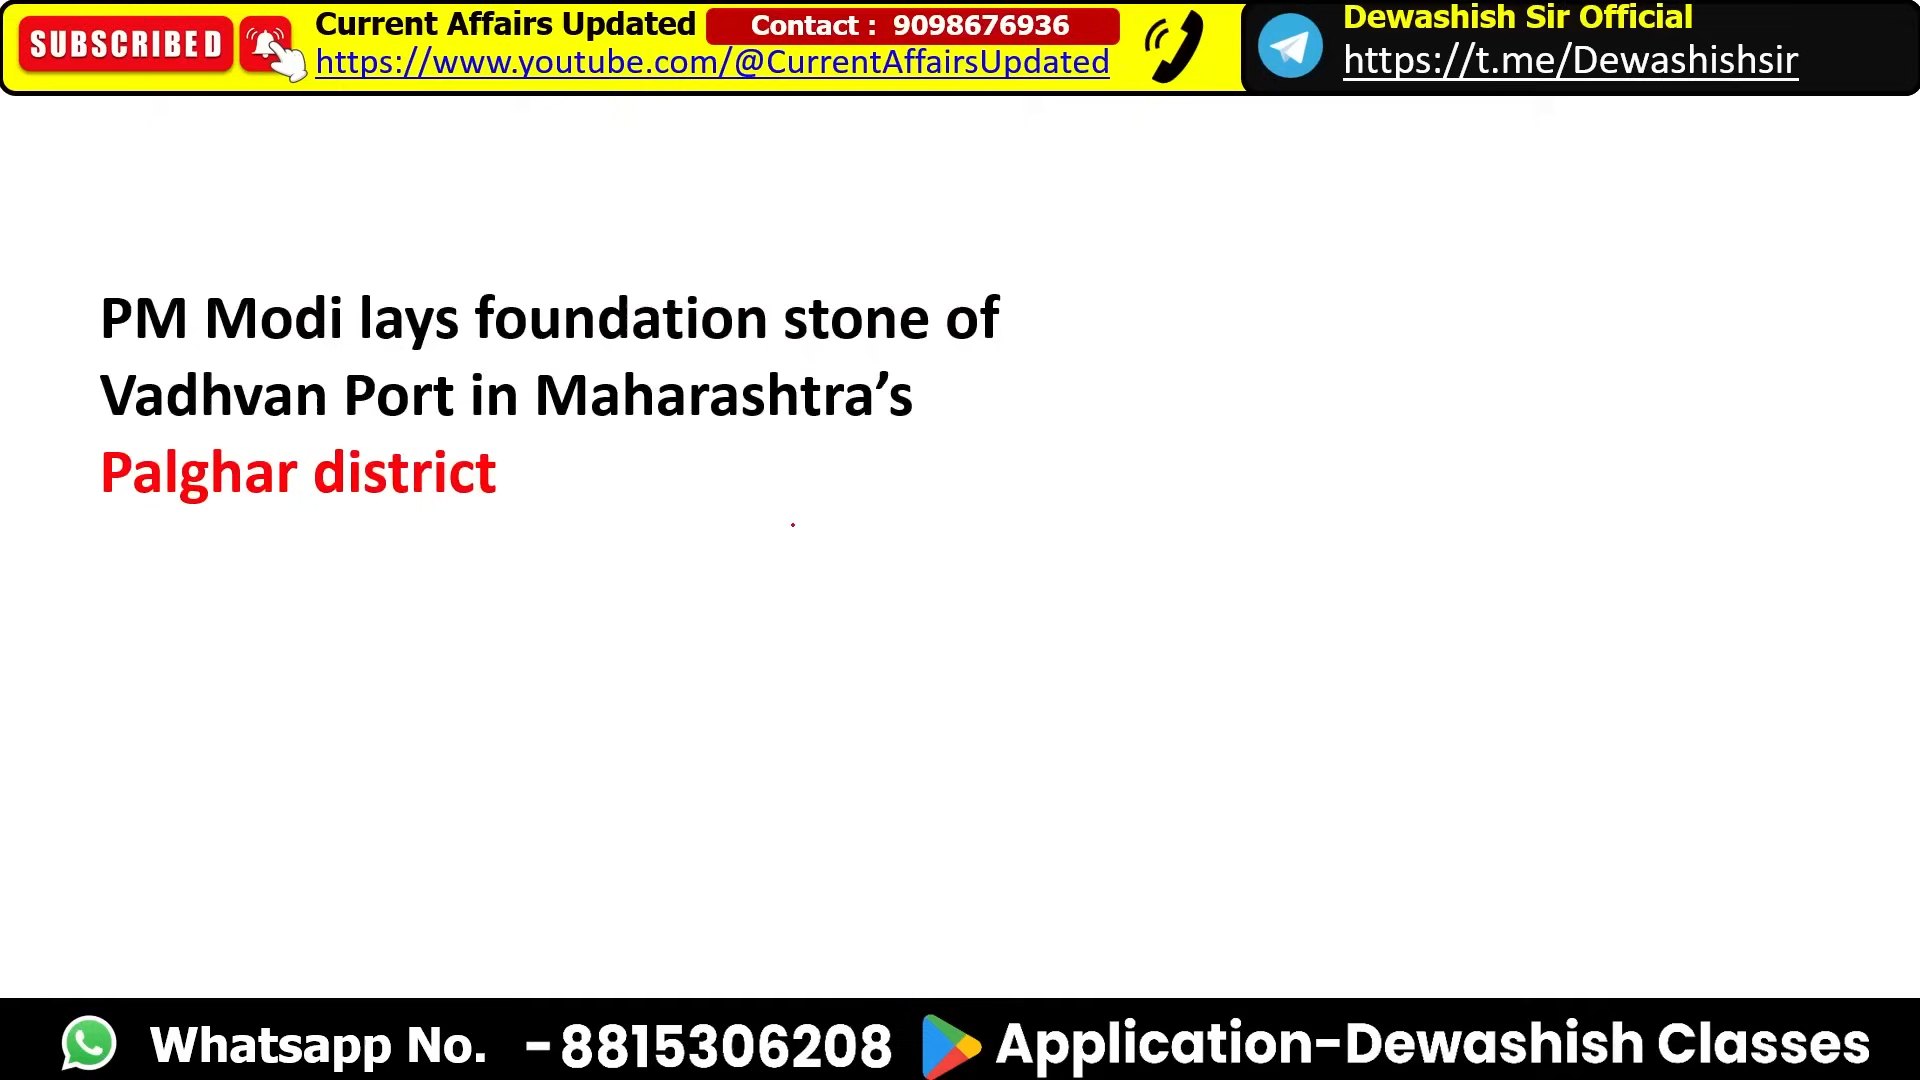 SUBSCRIBED
Current Affairs Updated
Contact : 9098676936
https://www.youtube.com/@CurrentAffairsUpdated
Dewashish Sir Official
https://t.me/Dewashishsir
PM Modi lays foundation stone of
Vadhvan Port in Maharashtra’s
Palghar district
Whatsapp No. -8815306208
Application-Dewashish Classes